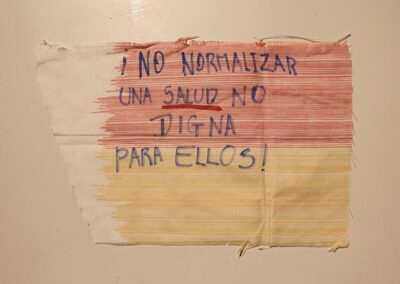 ¡ NO NORMALIZAR
UNA SALUD NO
DIGNA
PARA ELLOS!